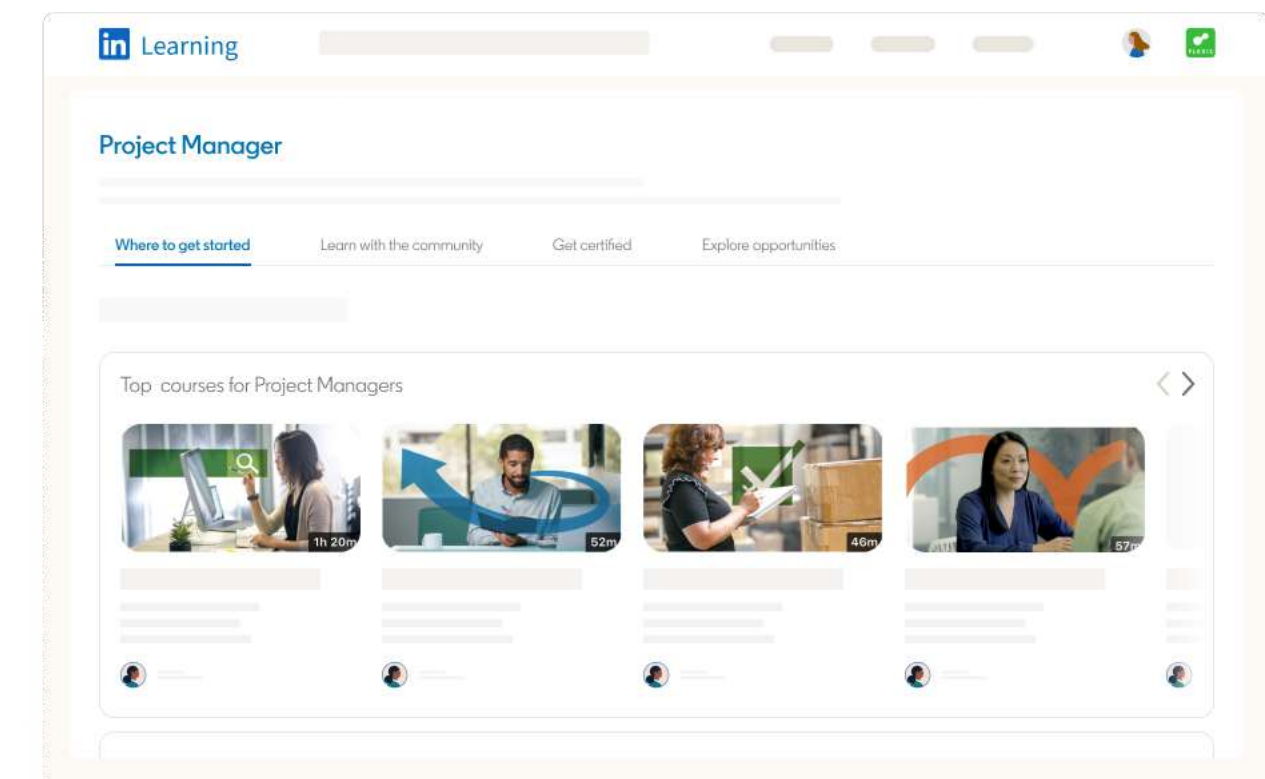 in Learning
FLEXIS
Project Manager
Where to get started Learn with the community Get certified Explore opportunities
Top courses for Project Managers
1h 20m 52m 46m 57m